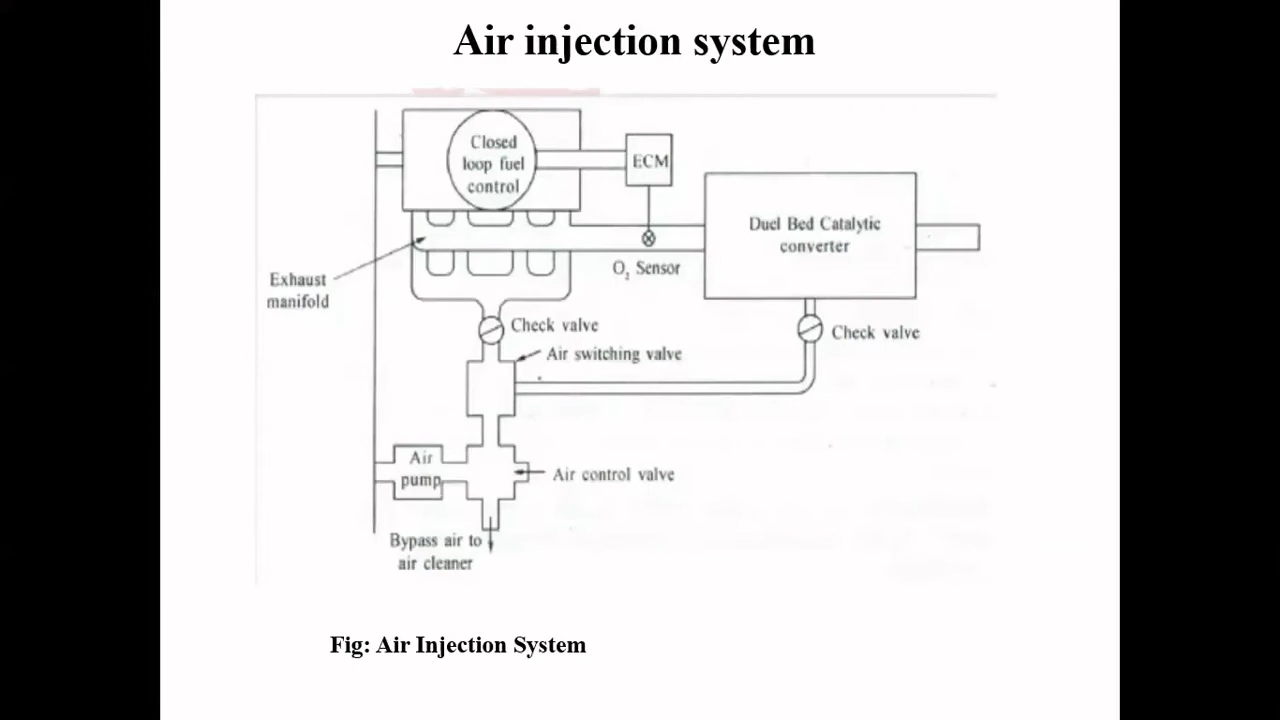 Air injection system
Closed
loop fuel
control
ECM
Duel Bed Catalytic
converter
O₂ Sensor
Exhaust
manifold
Check valve
Check valve
Air switching valve
Air
pump
Air control valve
Bypass air to
air cleaner
Fig: Air Injection System